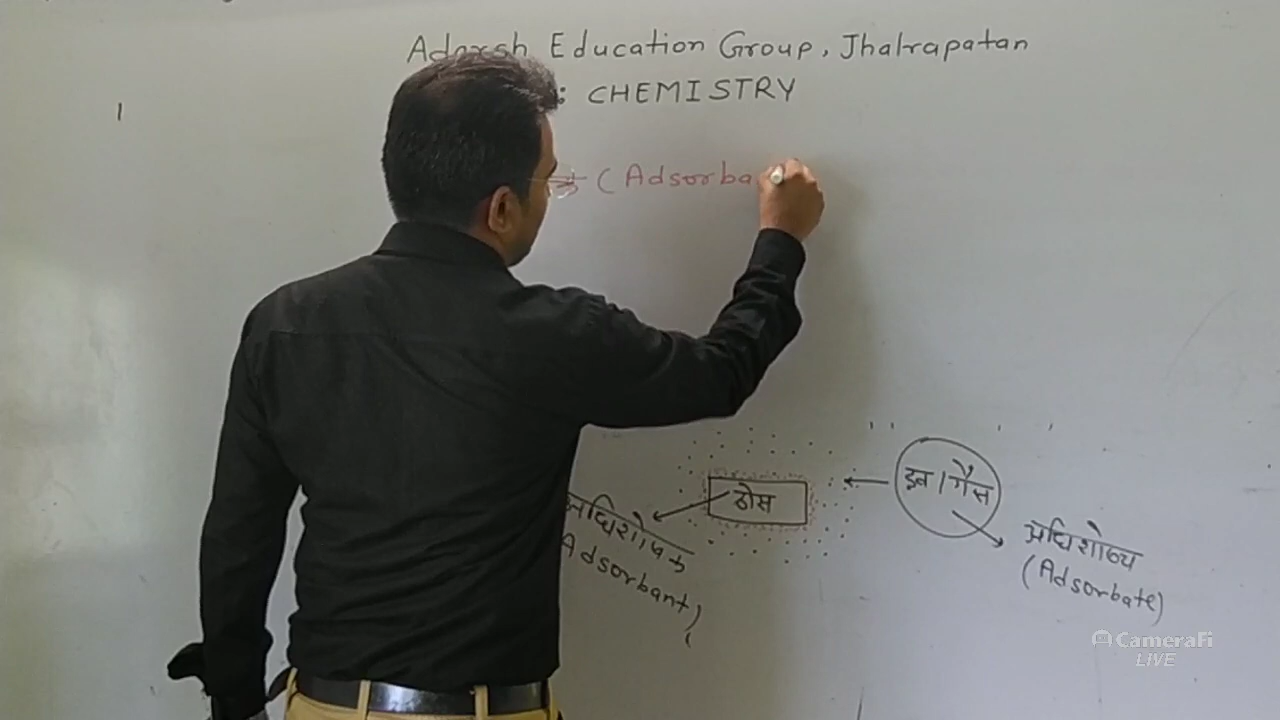 Adarsh Education Group, Jhalrapatan
: CHEMISTRY
(Adsorba
द्रव / गैस
ठोस
अधिशोषक
Adsorbant)
अधिशोष्य
(Adsorbate)
CameraFi
LIVE